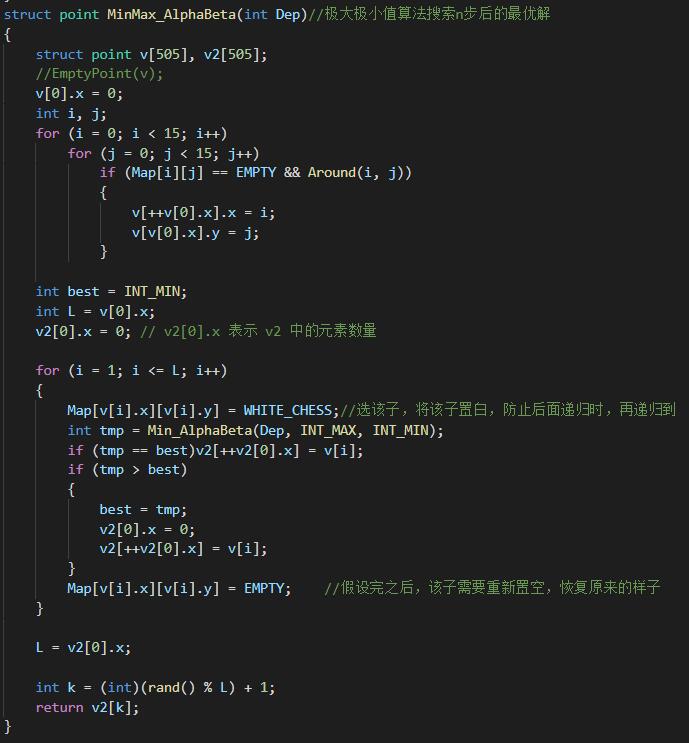 struct point MinMax_AlphaBeta(int Dep)//极大极小值算法搜索n步后的最优解
{
    struct point v[505], v2[505];
    //EmptyPoint(v);
    v[0].x = 0;
    int i, j;
    for (i = 0; i < 15; i++)
        for (j = 0; j < 15; j++)
            if (Map[i][j] == EMPTY && Around(i, j))
            {
                v[++v[0].x].x = i;
                v[v[0].x].y = j;
            }

    int best = INT_MIN;
    int L = v[0].x;
    v2[0].x = 0; // v2[0].x 表示 v2 中的元素数量

    for (i = 1; i <= L; i++)
    {
        Map[v[i].x][v[i].y] = WHITE_CHESS;//选该子，将该子置白，防止后面递归时，再递归到
        int tmp = Min_AlphaBeta(Dep, INT_MAX, INT_MIN);
        if (tmp == best)v2[++v2[0].x] = v[i];
        if (tmp > best)
        {
            best = tmp;
            v2[0].x = 0;
            v2[++v2[0].x] = v[i];
        }
        Map[v[i].x][v[i].y] = EMPTY;    //假设完之后，该子需要重新置空，恢复原来的样子
    }

    L = v2[0].x;

    int k = (int)(rand() % L) + 1;
    return v2[k];
}